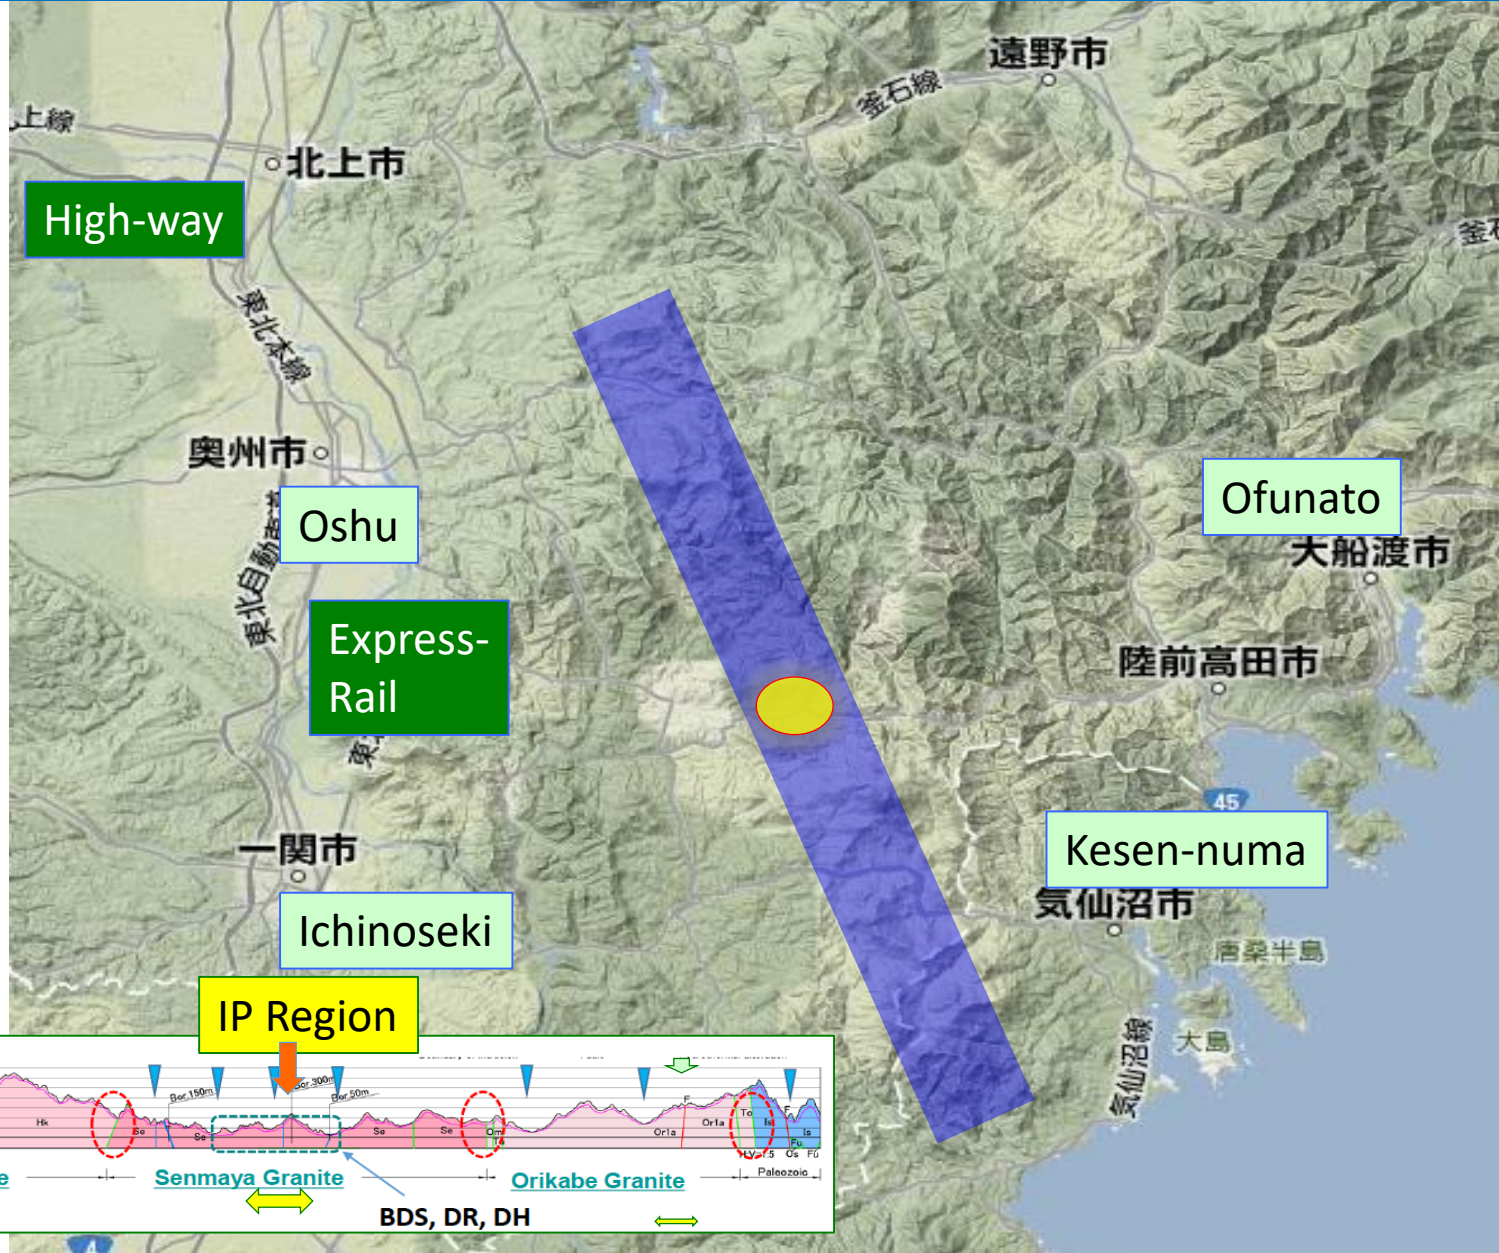 遠野市
釜石線
上線
北上市
High-way
東北本線
奥州市
Oshu
東北自動車道
Express-
Rail
Ofunato
大船渡市
陸前高田市
45
Kesen-numa
気仙沼市
唐桑半島
大島
気仙沼線
一関市
Ichinoseki
IP Region
Bor.150m
Bor.300m
Bor.50m
Hk
Se
Se
Se
Se
Om
F
Or1a
Or1a
To
Is
F
Is
Fu
Os
Fu
Paleozoic
Senmaya Granite
Orikabe Granite
BDS, DR, DH
4